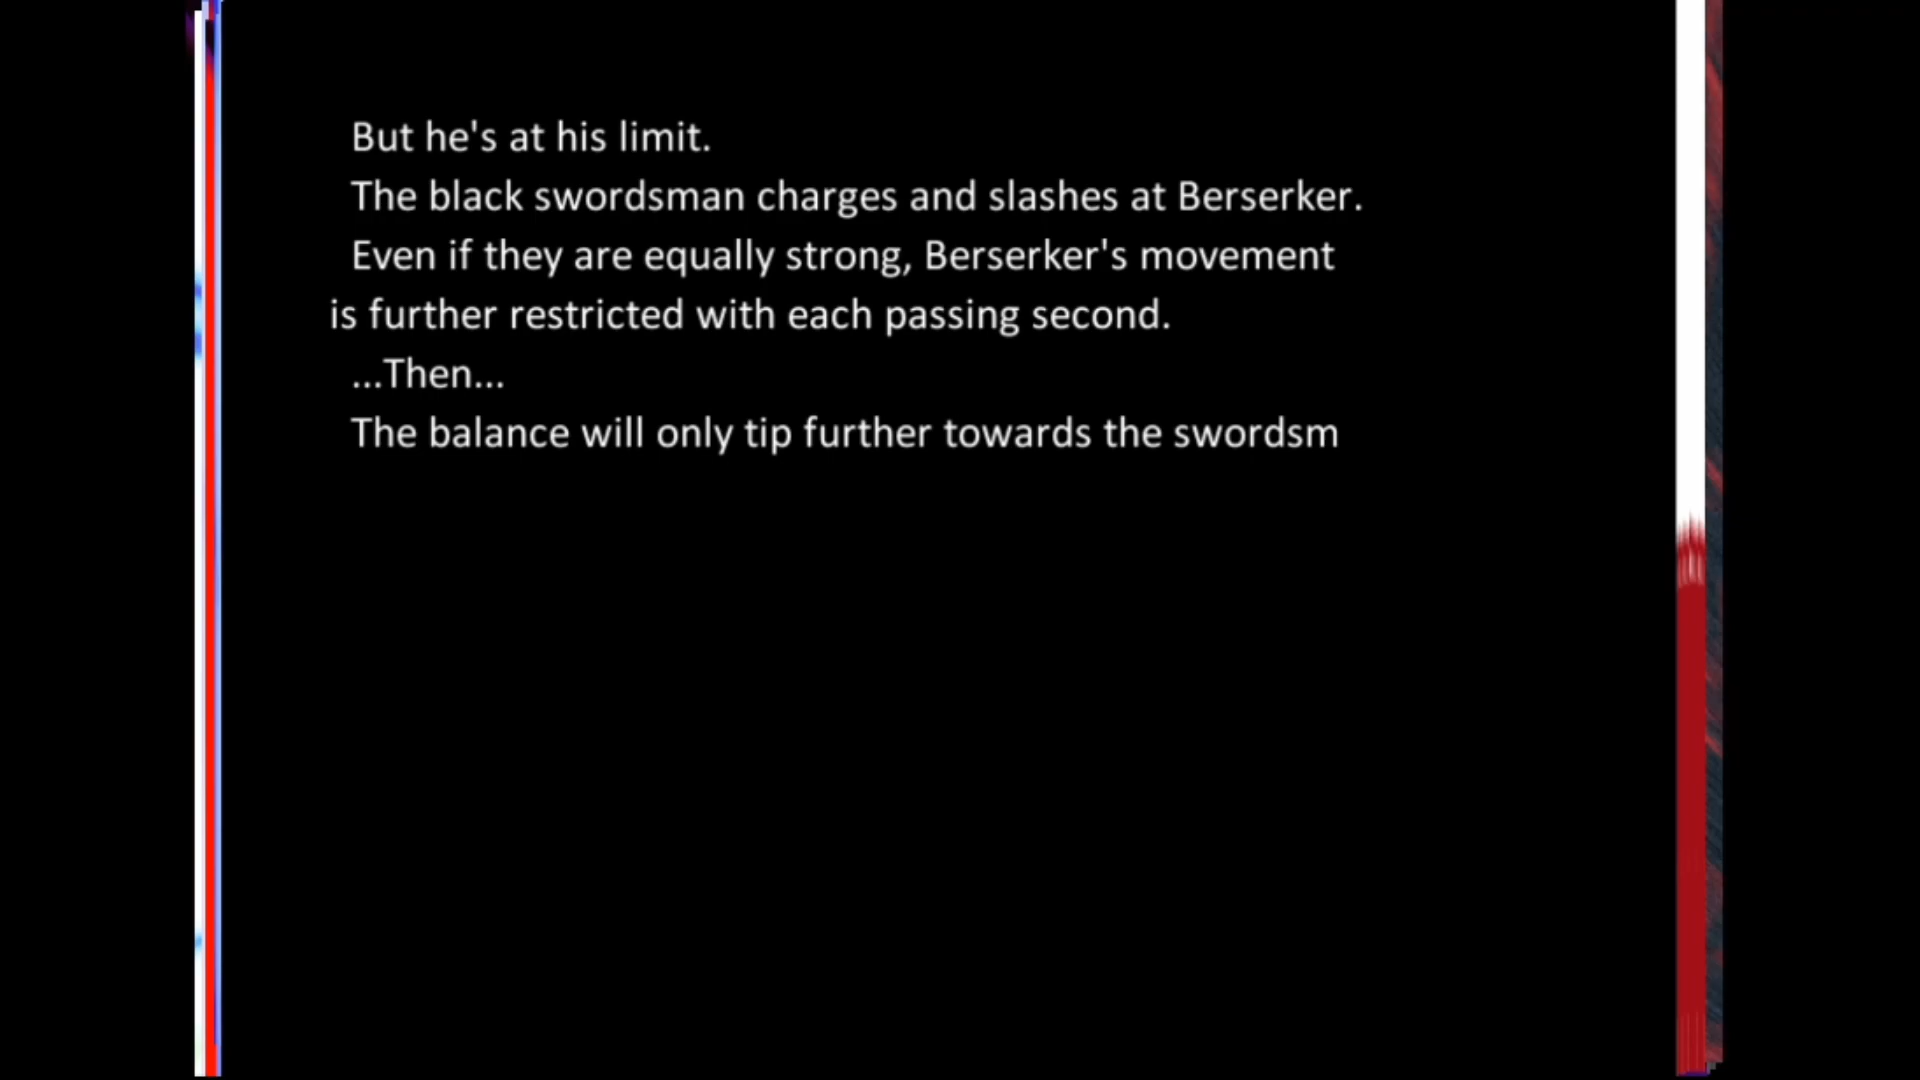 But he's at his limit.
The black swordsman charges and slashes at Berserker.
Even if they are equally strong, Berserker's movement
is further restricted with each passing second.
...Then...
The balance will only tip further towards the swordsm